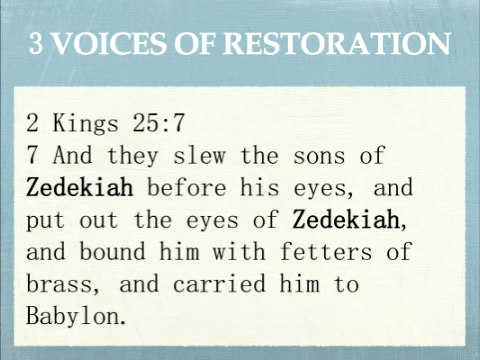 3 VOICES OF RESTORATION
2 Kings 25:7
7 And they slew the sons of
Zedekiah before his eyes, and
put out the eyes of Zedekiah,
and bound him with fetters of
brass, and carried him to
Babylon.